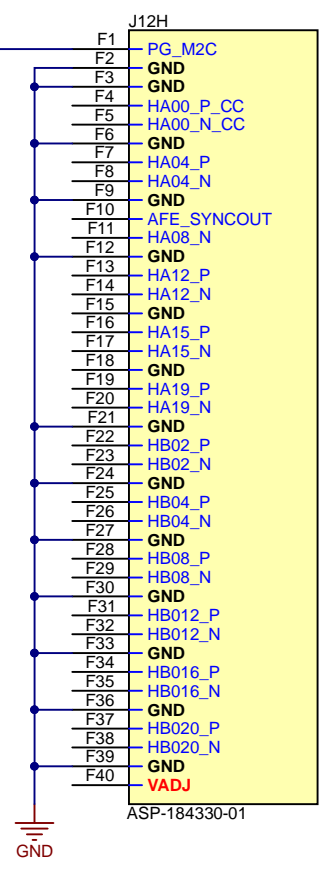 J12H
F1 PG_M2C
F2 GND
F3 GND
F4 HA00_P_CC
F5 HA00_N_CC
F6 GND
F7 HA04_P
F8 HA04_N
F9 GND
F10 AFE_SYNCOUT
F11 HA08_N
F12 GND
F13 HA12_P
F14 HA12_N
F15 GND
F16 HA15_P
F17 HA15_N
F18 GND
F19 HA19_P
F20 HA19_N
F21 GND
F22 HB02_P
F23 HB02_N
F24 GND
F25 HB04_P
F26 HB04_N
F27 GND
F28 HB08_P
F29 HB08_N
F30 GND
F31 HB012_P
F32 HB012_N
F33 GND
F34 HB016_P
F35 HB016_N
F36 GND
F37 HB020_P
F38 HB020_N
F39 GND
F40 VADJ
ASP-184330-01
GND